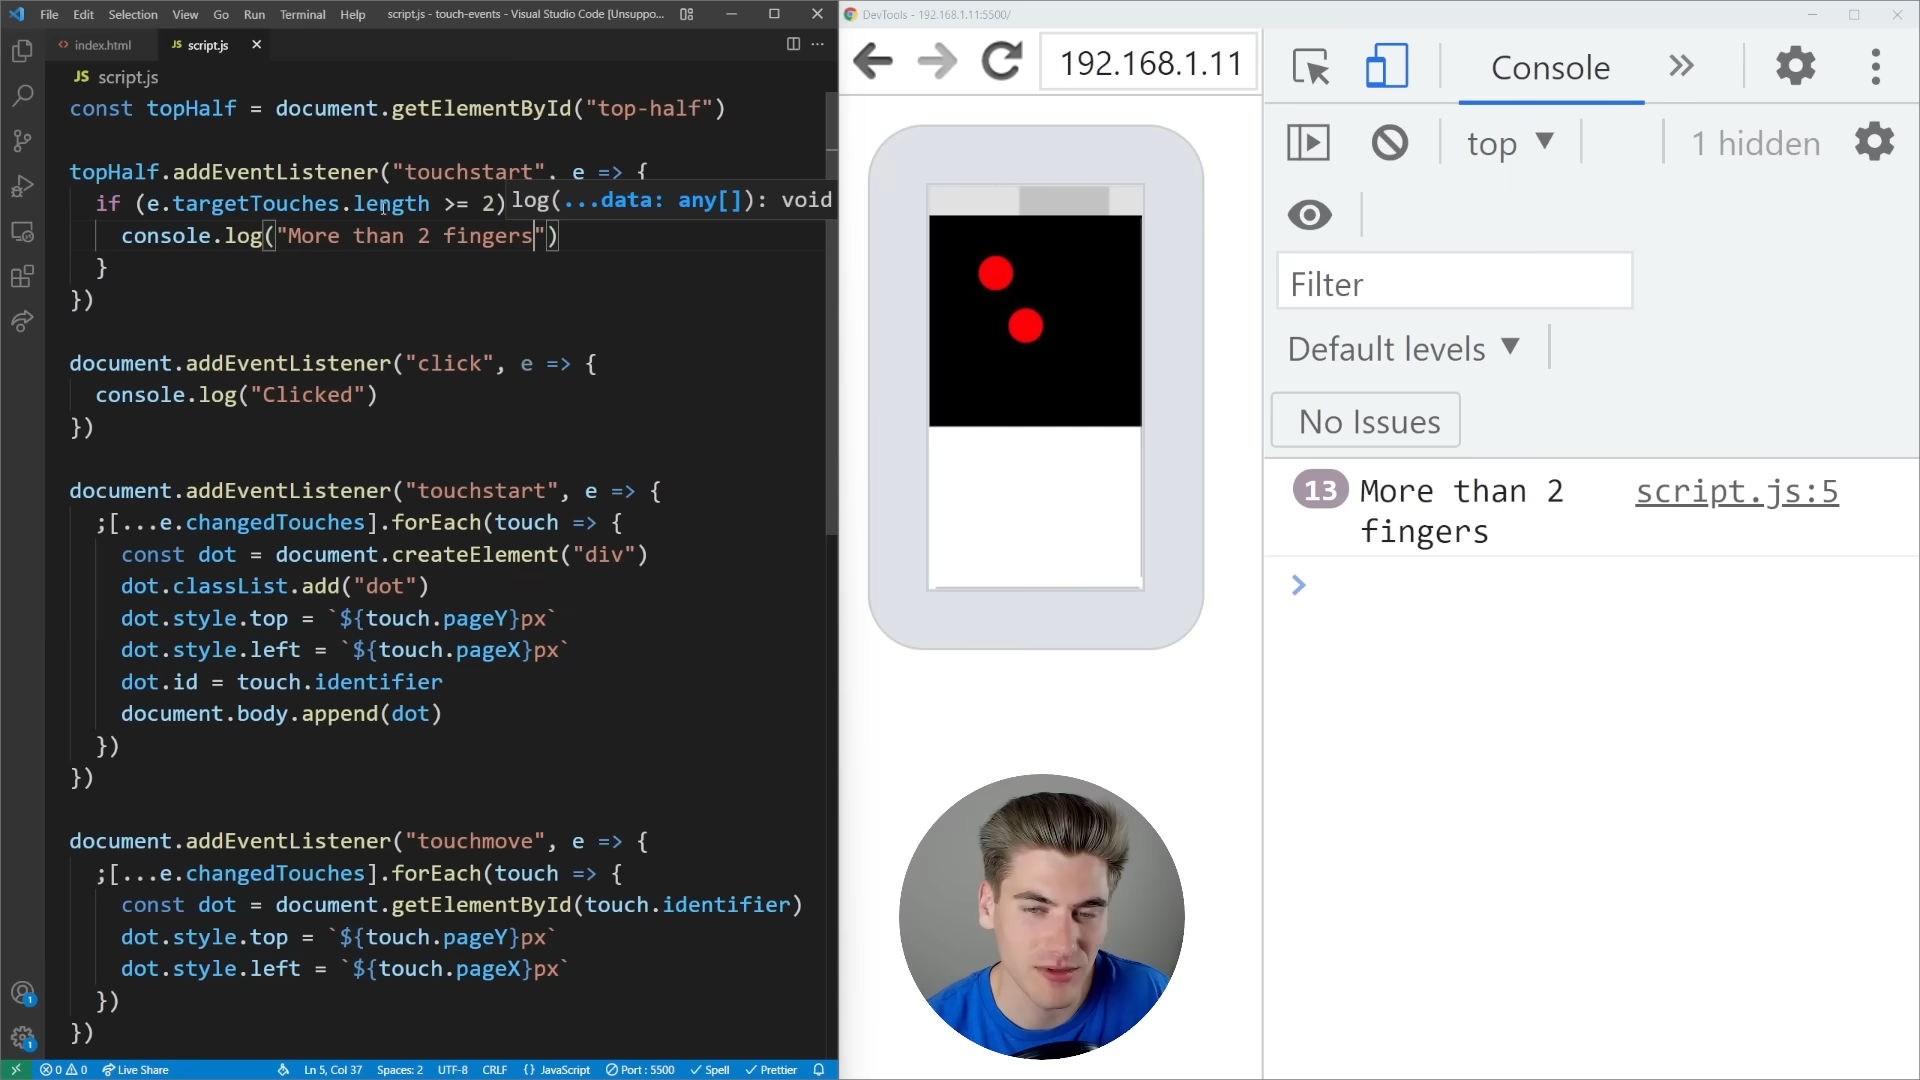 File Edit Selection View Go Run Terminal Help script.js - touch-events - Visual Studio Code [Unsuppo...
index.html
JS script.js
JS script.js
const topHalf = document.getElementById("top-half")
topHalf.addEventListener("touchstart", e => {
if (e.targetTouches.length >= 2)
log(...data: any[]): void
console.log("More than 2 fingers")
}
})
document.addEventListener("click", e => {
console.log("Clicked")
})
document.addEventListener("touchstart", e => {
;[...e.changedTouches].forEach(touch => {
const dot = document.createElement("div")
dot.classList.add("dot")
dot.style.top = `${touch.pageY}px`
dot.style.left = `${touch.pageX}px`
dot.id = touch.identifier
document.body.append(dot)
})
})
document.addEventListener("touchmove", e => {
;[...e.changedTouches].forEach(touch => {
const dot = document.getElementById(touch.identifier)
dot.style.top = `${touch.pageY}px`
dot.style.left = `${touch.pageX}px`
})
})
1
1
0 0 Live Share Ln 5, Col 37 Spaces: 2 UTF-8 CRLF {} JavaScript Port : 5500 Spell Prettier
DevTools - 192.168.1.11:5500/
192.168.1.11
Console
top 1 hidden
Filter
Default levels
No Issues
13 More than 2 script.js:5
fingers